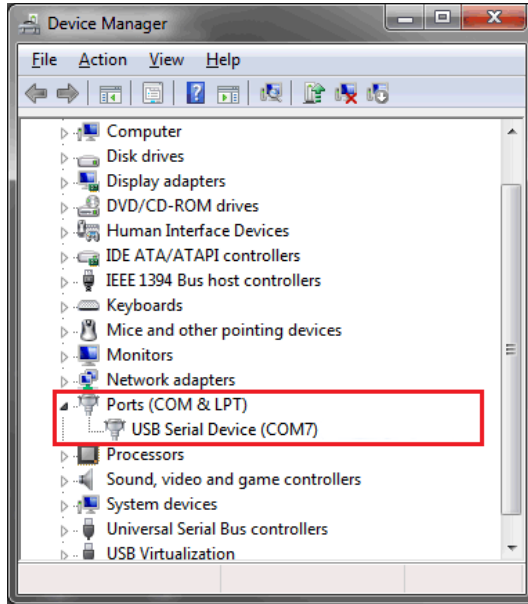 Device Manager
File Action View Help
Computer
Disk drives
Display adapters
DVD/CD-ROM drives
Human Interface Devices
IDE ATA/ATAPI controllers
IEEE 1394 Bus host controllers
Keyboards
Mice and other pointing devices
Monitors
Network adapters
Ports (COM & LPT)
USB Serial Device (COM7)
Processors
Sound, video and game controllers
System devices
Universal Serial Bus controllers
USB Virtualization